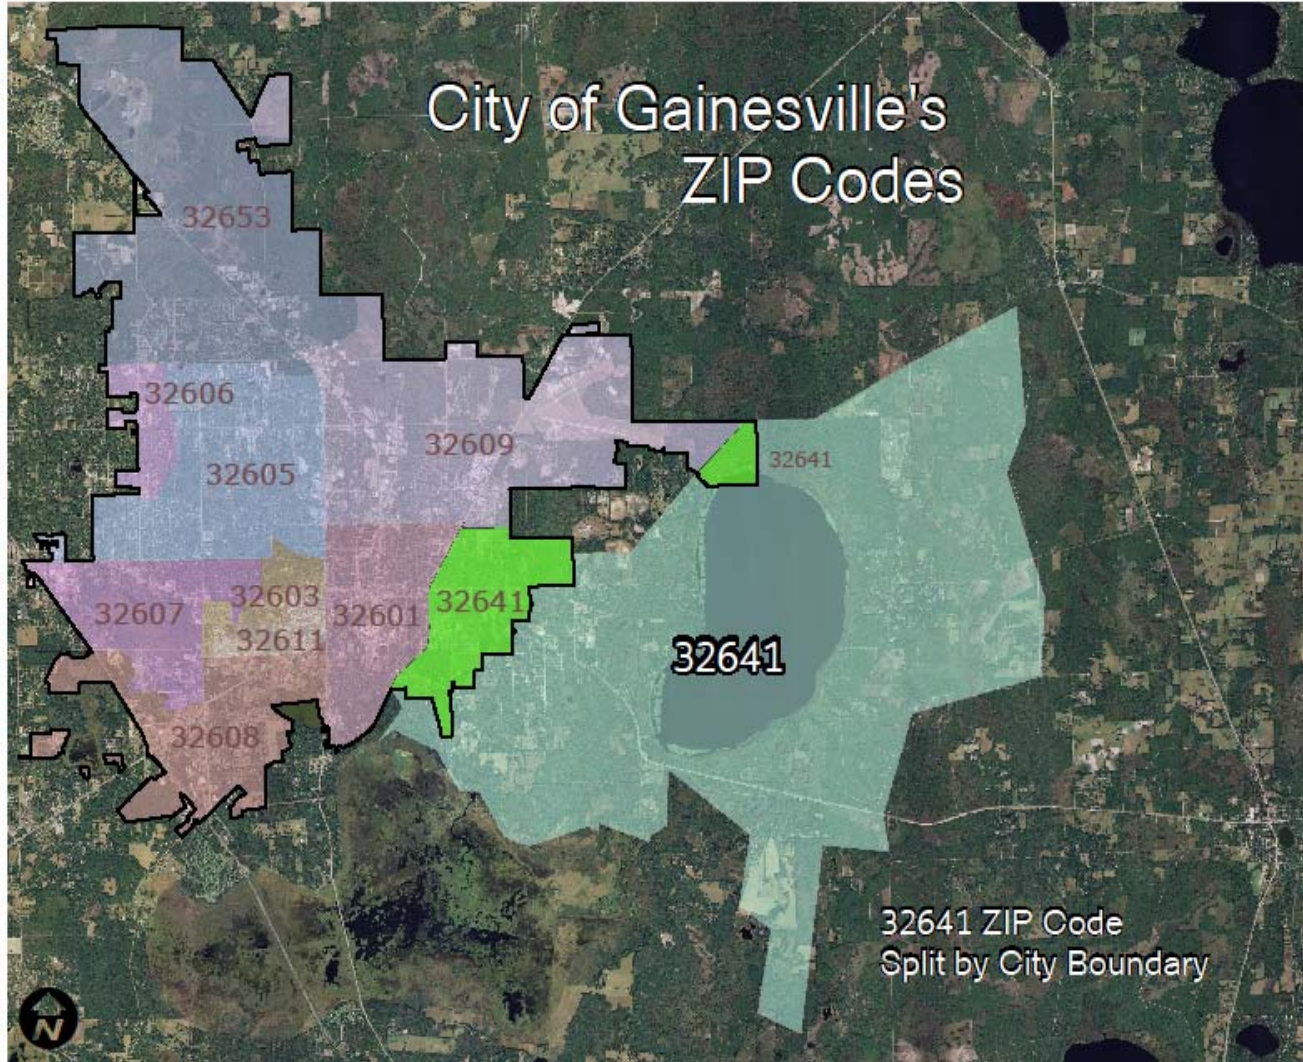 City of Gainesville's
ZIP Codes
32653
32606
32609
32605
32641
32603
32641
32607
32601
32611
32641
32608
32641 ZIP Code
Split by City Boundary
N